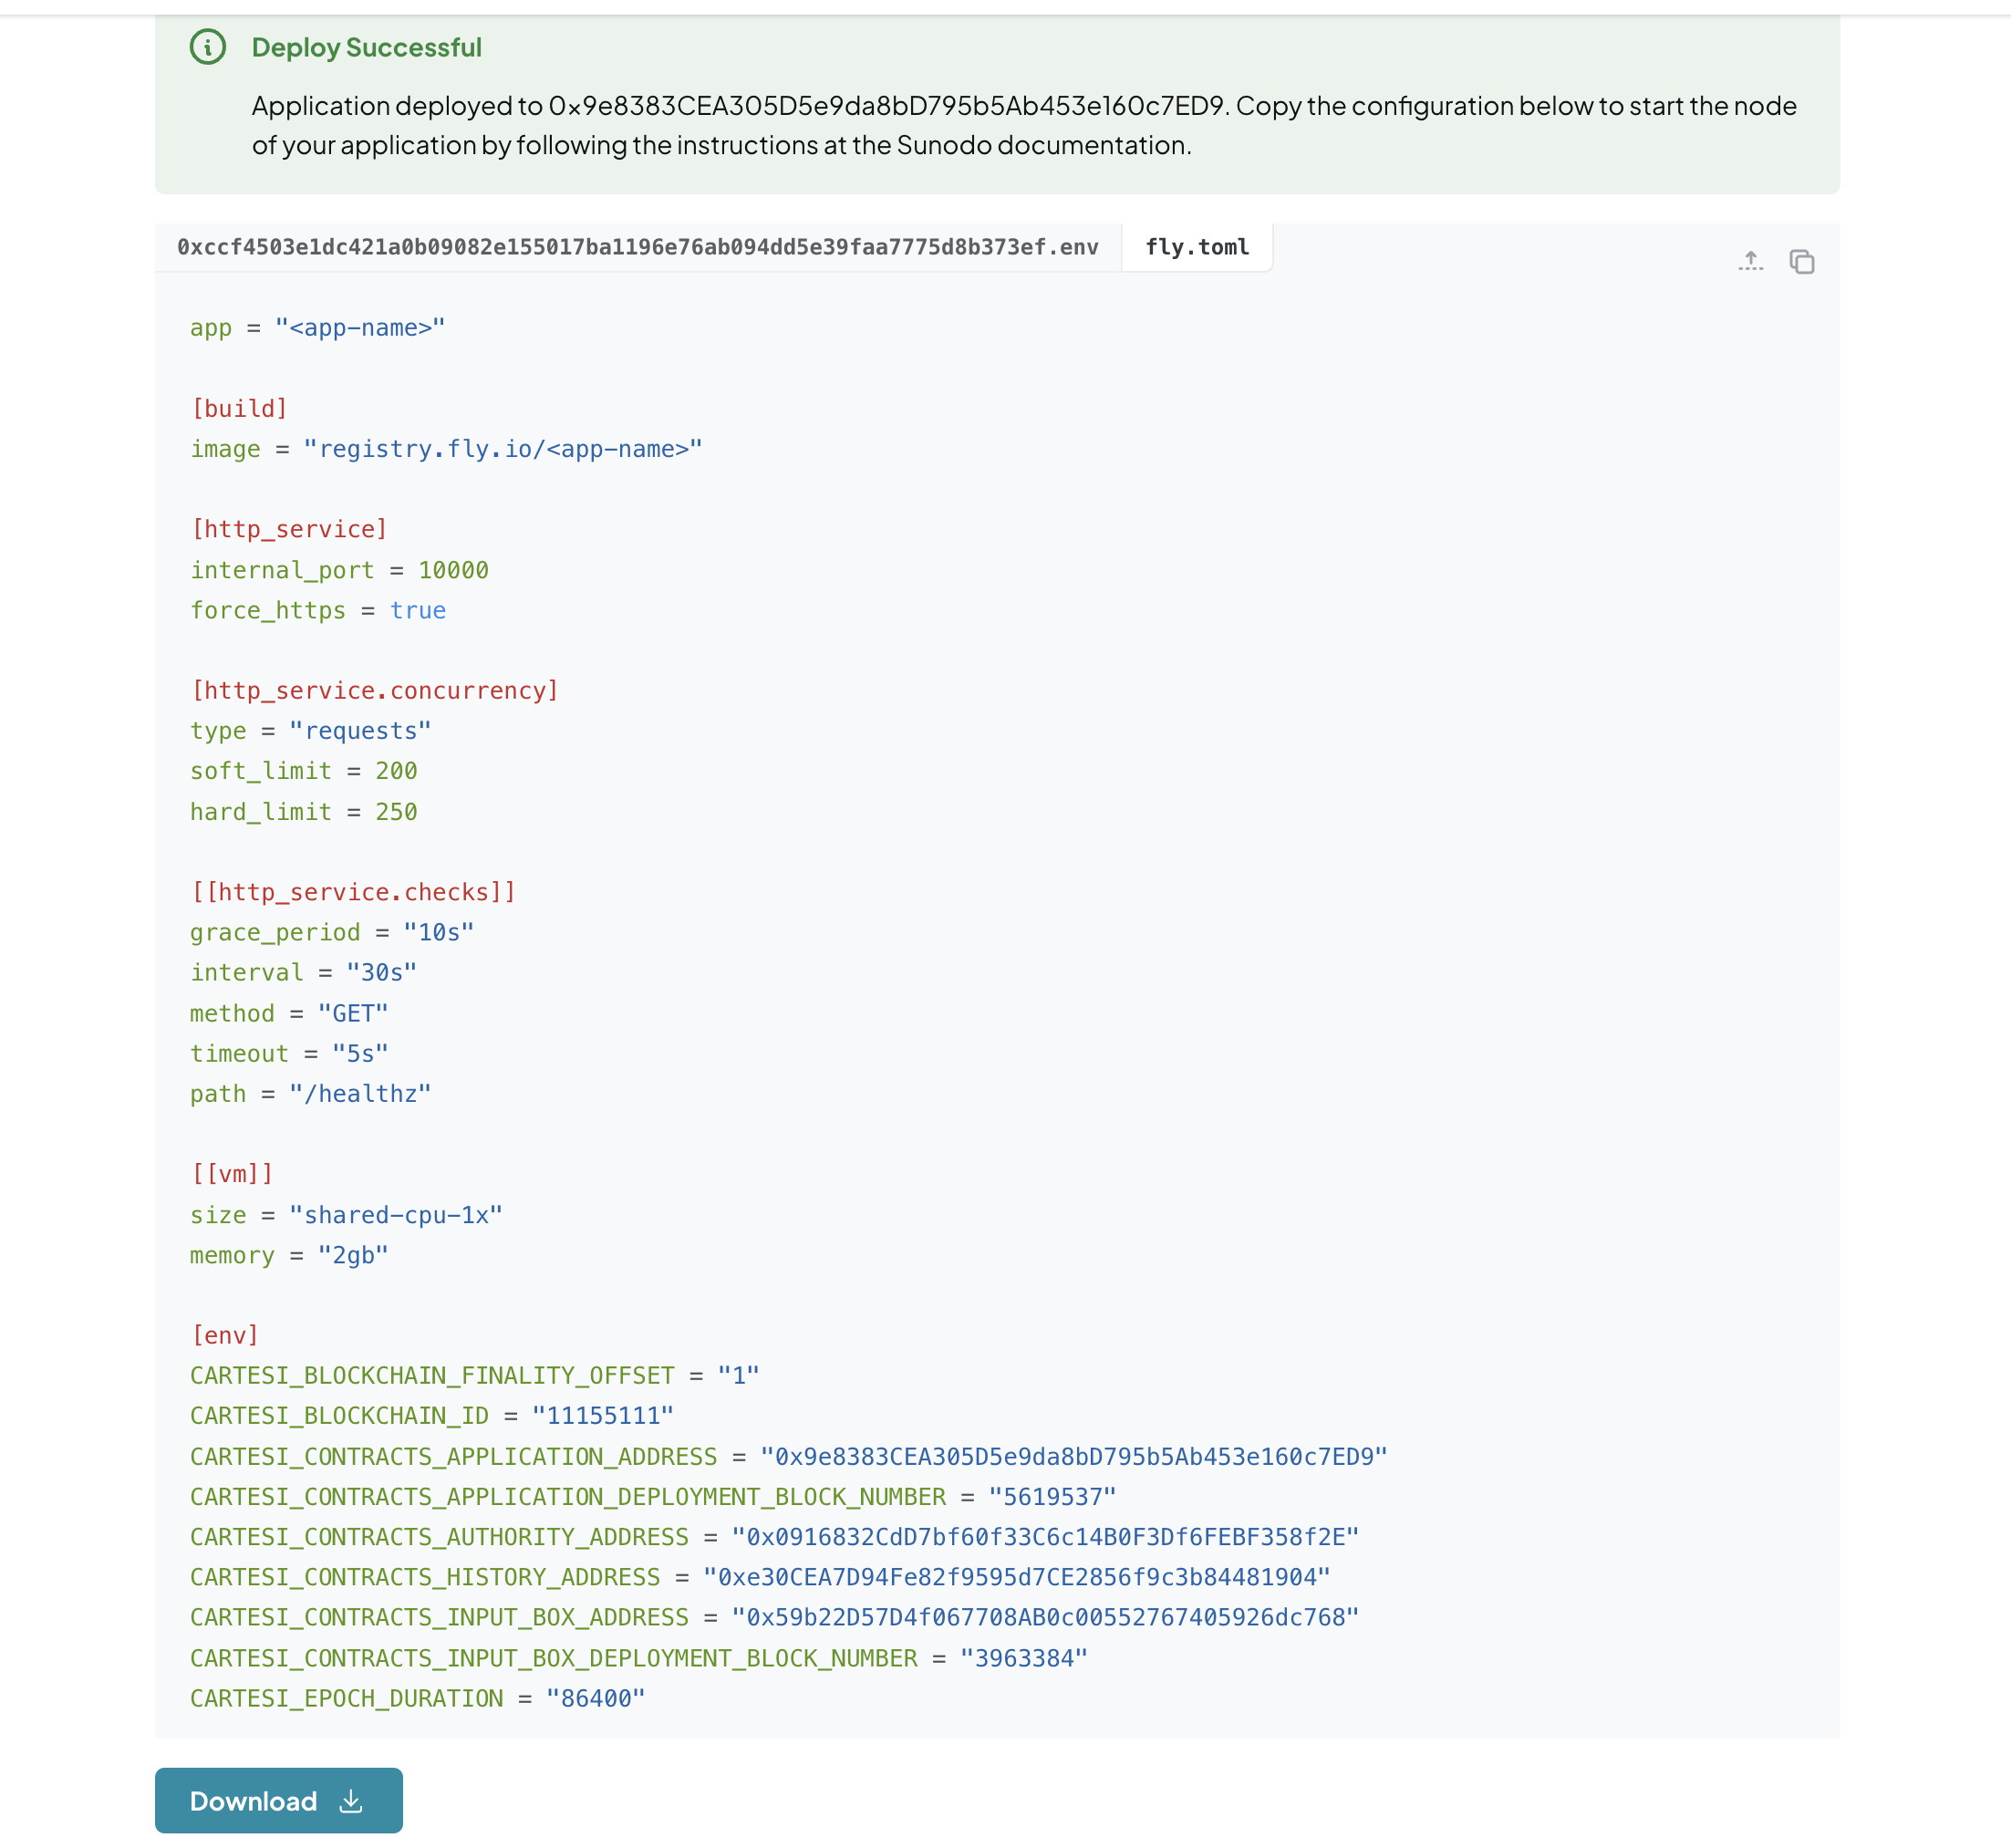 Deploy Successful
Application deployed to 0x9e8383CEA305D5e9da8bD795b5Ab453e160c7ED9. Copy the configuration below to start the node
of your application by following the instructions at the Sunodo documentation.
0xccf4503e1dc421a0b09082e155017ba1196e76ab094dd5e39faa7775d8b373ef.env fly.toml
app = "<app-name>"
[build]
image = "registry.fly.io/<app-name>"
[http_service]
internal_port = 10000
force_https = true
[http_service.concurrency]
type = "requests"
soft_limit = 200
hard_limit = 250
[[http_service.checks]]
grace_period = "10s"
interval = "30s"
method = "GET"
timeout = "5s"
path = "/healthz"
[[vm]]
size = "shared-cpu-1x"
memory = "2gb"
[env]
CARTESI_BLOCKCHAIN_FINALITY_OFFSET = "1"
CARTESI_BLOCKCHAIN_ID = "11155111"
CARTESI_CONTRACTS_APPLICATION_ADDRESS = "0x9e8383CEA305D5e9da8bD795b5Ab453e160c7ED9"
CARTESI_CONTRACTS_APPLICATION_DEPLOYMENT_BLOCK_NUMBER = "5619537"
CARTESI_CONTRACTS_AUTHORITY_ADDRESS = "0x0916832CdD7bf60f33C6c14B0F3Df6FEBF358f2E"
CARTESI_CONTRACTS_HISTORY_ADDRESS = "0xe30CEA7D94Fe82f9595d7CE2856f9c3b84481904"
CARTESI_CONTRACTS_INPUT_BOX_ADDRESS = "0x59b22D57D4f067708AB0c00552767405926dc768"
CARTESI_CONTRACTS_INPUT_BOX_DEPLOYMENT_BLOCK_NUMBER = "3963384"
CARTESI_EPOCH_DURATION = "86400"
Download